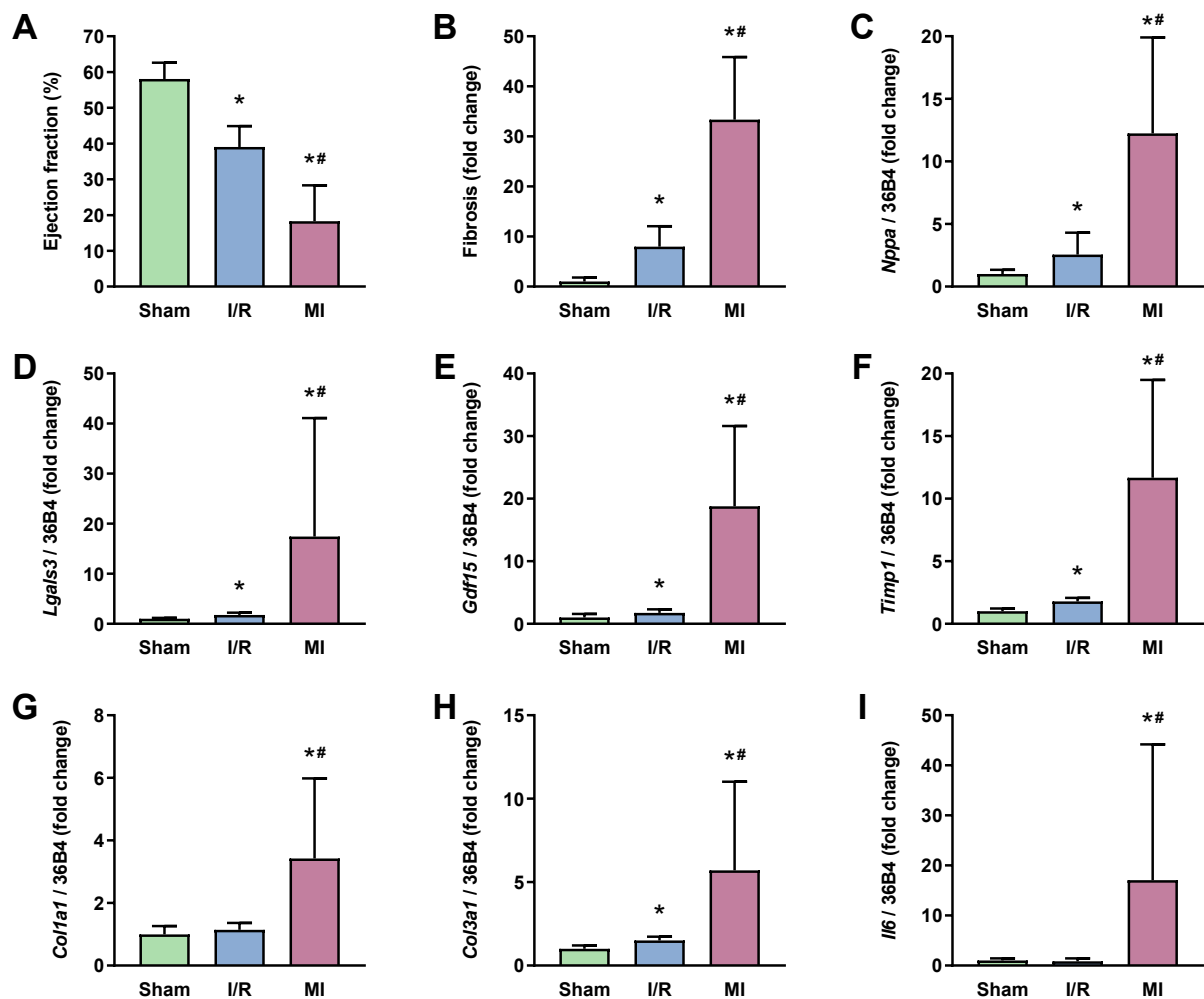 A
Ejection fraction (%)
70
60
50
40
30
20
10
0
*
*#
Sham I/R MI
B
Fibrosis (fold change)
50
40
30
20
10
0
*
*#
Sham I/R MI
C
Nppa / 36B4 (fold change)
20
15
10
5
0
*
*#
Sham I/R MI
D
Lgals3 / 36B4 (fold change)
50
40
30
20
10
0
*
*#
Sham I/R MI
E
Gdf15 / 36B4 (fold change)
40
30
20
10
0
*
*#
Sham I/R MI
F
Timp1 / 36B4 (fold change)
20
15
10
5
0
*
*#
Sham I/R MI
G
Col1a1 / 36B4 (fold change)
8
6
4
2
0
*#
Sham I/R MI
H
Col3a1 / 36B4 (fold change)
15
10
5
0
*
*#
Sham I/R MI
I
Il6 / 36B4 (fold change)
50
40
30
20
10
0
*#
Sham I/R MI